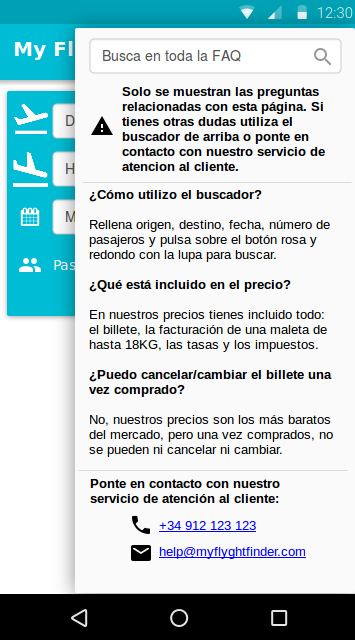 12:30
My Fl
Busca en toda la FAQ
Solo se muestran las preguntas
relacionadas con esta página. Si
tienes otras dudas utiliza el
buscador de arriba o ponte en
contacto con nuestro servicio de
atencion al cliente.
D
H
M
Pas
¿Cómo utilizo el buscador?
Rellena origen, destino, fecha, número de
pasajeros y pulsa sobre el botón rosa y
redondo con la lupa para buscar.
¿Qué está incluido en el precio?
En nuestros precios tienes incluido todo:
el billete, la facturación de una maleta de
hasta 18KG, las tasas y los impuestos.
¿Puedo cancelar/cambiar el billete una
vez comprado?
No, nuestros precios son los más baratos
del mercado, pero una vez comprados, no
se pueden ni cancelar ni cambiar.
Ponte en contacto con nuestro
servicio de atención al cliente:
+34 912 123 123
help@myflyghtfinder.com